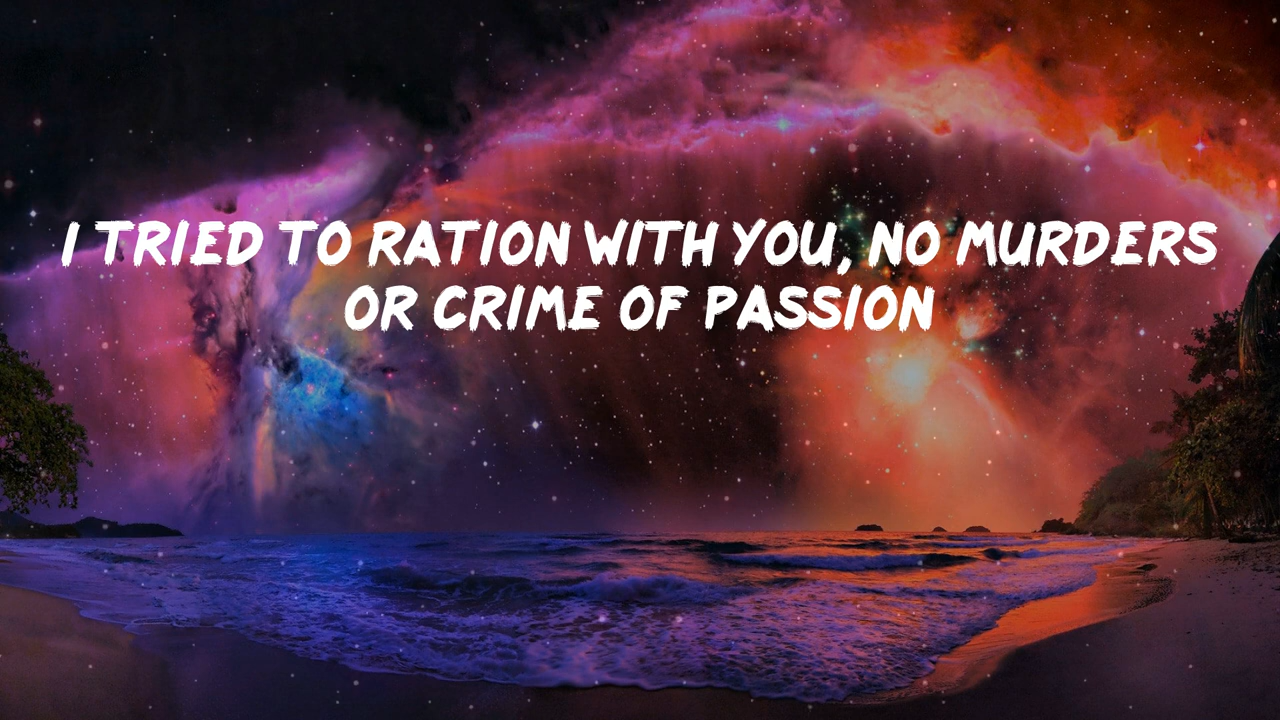 I TRIED TO RATION WITH YOU, NO MURDERS
OR CRIME OF PASSION